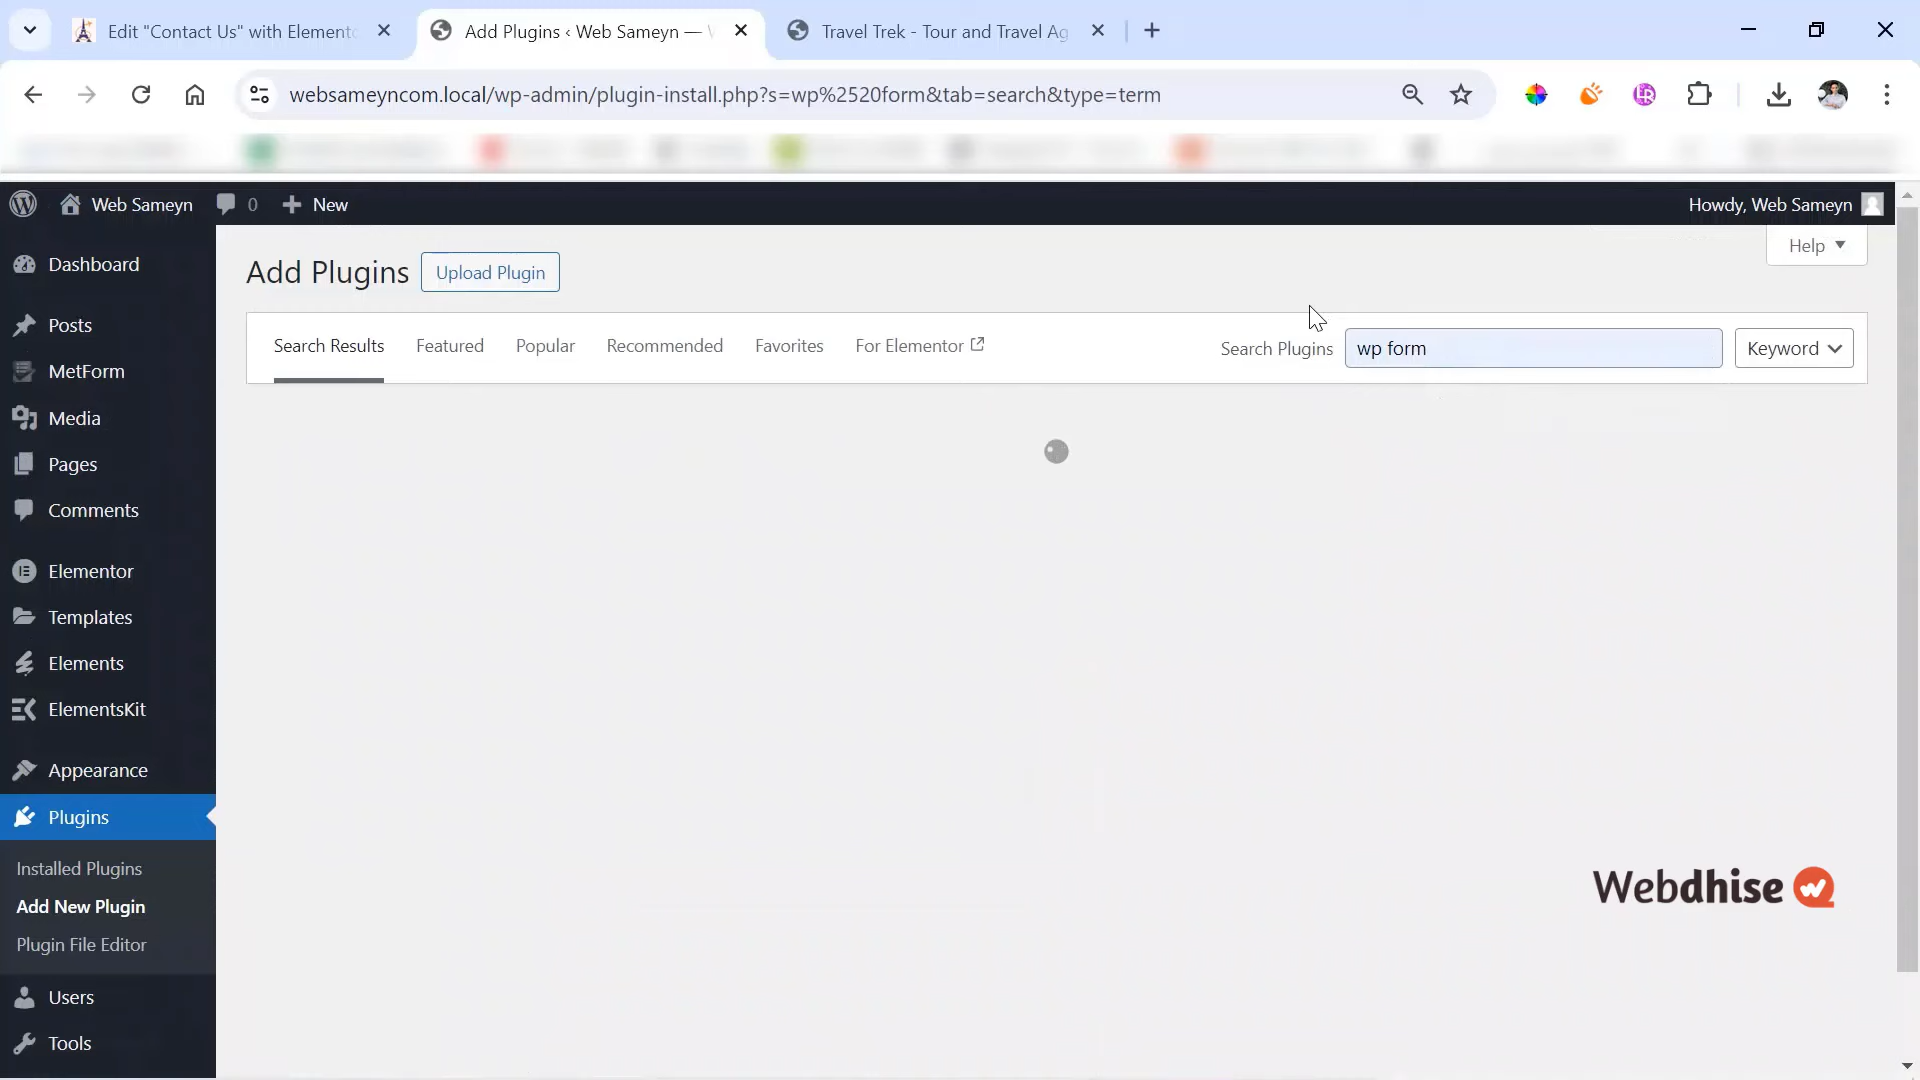 Edit "Contact Us" with Elemento
Add Plugins ‹ Web Sameyn —
Travel Trek - Tour and Travel Ag
websameyncom.local/wp-admin/plugin-install.php?s=wp%2520form&tab=search&type=term
Web Sameyn
0
New
Howdy, Web Sameyn
Help
Add Plugins
Upload Plugin
Search Results
Featured
Popular
Recommended
Favorites
For Elementor
Search Plugins
wp form
Keyword
Dashboard
Posts
MetForm
Media
Pages
Comments
Elementor
Templates
Elements
ElementsKit
Appearance
Plugins
Installed Plugins
Add New Plugin
Plugin File Editor
Users
Tools
Webdhise